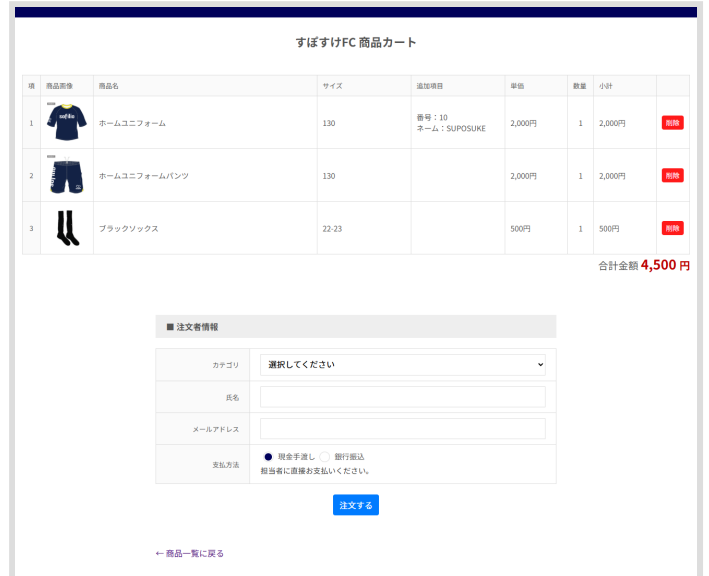 すぽすけFC 商品カート
項 商品画像 商品名 サイズ 追加項目 単価 数量 小計
1 ホームユニフォーム 130 番号：10 2,000円 1 2,000円 削除
ネーム：SUPOSUKE
2 ホームユニフォームパンツ 130 2,000円 1 2,000円 削除
3 ブラックソックス 22-23 500円 1 500円 削除
合計金額 4,500 円
■ 注文者情報
カテゴリ 選択してください
氏名
メールアドレス
支払方法 現金手渡し 銀行振込
担当者に直接お支払いください。
注文する
← 商品一覧に戻る